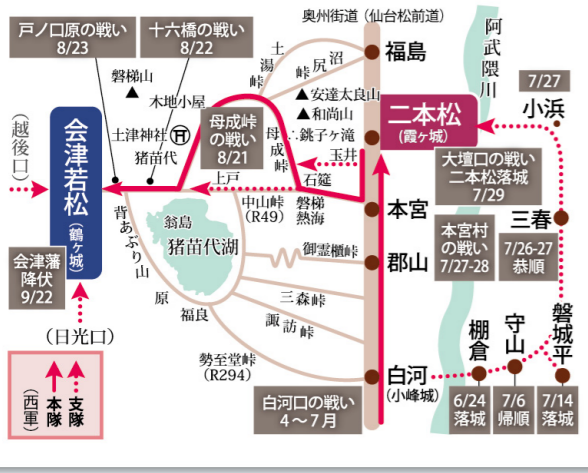 奥州街道(仙台松前道)
戸ノ口原の戦い
8/23
十六橋の戦い
8/22
土湯峠
沼尻峠
福島
阿武隈川
磐梯山
▲
木地小屋
▲安達太良山
▲和尚山
7/27
小浜
二本松
(霞ヶ城)
土津神社
猪苗代
母成峠
の戦い
8/21
母成峠
銚子ヶ滝
玉井
石筵
(越後口)
会津若松
(鶴ヶ城)
上戸
中山峠
(R49)
磐梯
熱海
大壇口の戦い
二本松落城
7/29
本宮
三春
背あぶり山
翁島
猪苗代湖
御霊櫃峠
郡山
本宮村
の戦い
7/27-28
7/26-27
恭順
会津藩
降伏
9/22
(日光口)
原
福良
三森峠
諏訪峠
勢至堂峠
(R294)
棚倉
守山
磐城平
白河
(小峰城)
白河口の戦い
4〜7月
6/24
落城
7/6
帰順
7/14
落城
支隊
本隊
(西軍)